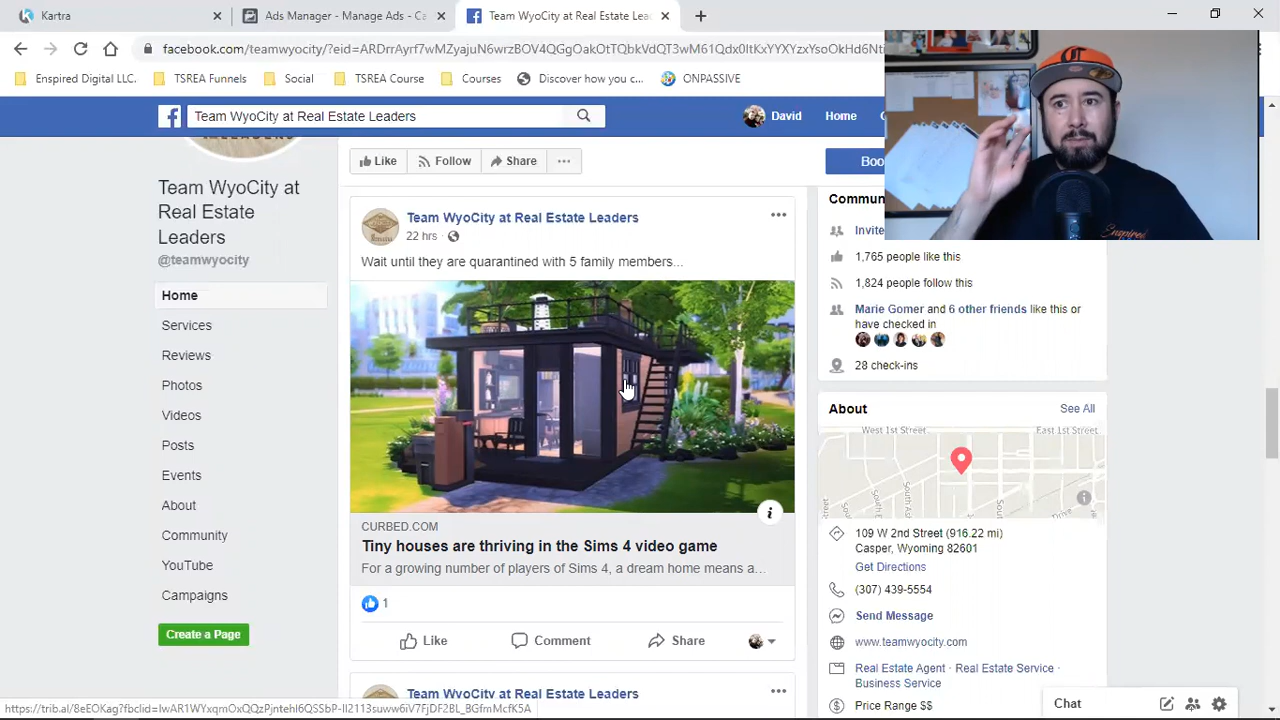 Kartra
Ads Manager - Manage Ads - Ca
Team WyoCity at Real Estate Lea
facebook.com/teamwyocity/?eid=
Enspired Digital LLC.
TSREA Funnels
Social
TSREA Course
Courses
Discover how you c...
ONPASSIVE
Team WyoCity at Real Estate Leaders
David
Home
Team WyoCity at
Real Estate
Leaders
@teamwyocity
Home
Services
Reviews
Photos
Videos
Posts
Events
About
Community
YouTube
Campaigns
Create a Page
Like
Follow
Share
...
Boo
Team WyoCity at Real Estate Leaders
22 hrs
Wait until they are quarantined with 5 family members...
CURBED.COM
Tiny houses are thriving in the Sims 4 video game
For a growing number of players of Sims 4, a dream home means a...
1
Like
Comment
Share
Team WyoCity at Real Estate Leaders
Commun
Invite
1,765 people like this
1,824 people follow this
Marie Gomer and 6 other friends like this or
have checked in
28 check-ins
About
See All
West 1st Street
East 1st Street
109 W 2nd Street (916.22 mi)
Casper, Wyoming 82601
Get Directions
(307) 439-5554
Send Message
www.teamwyocity.com
Real Estate Agent · Real Estate Service ·
Business Service
Price Range $$
Chat
Enspired